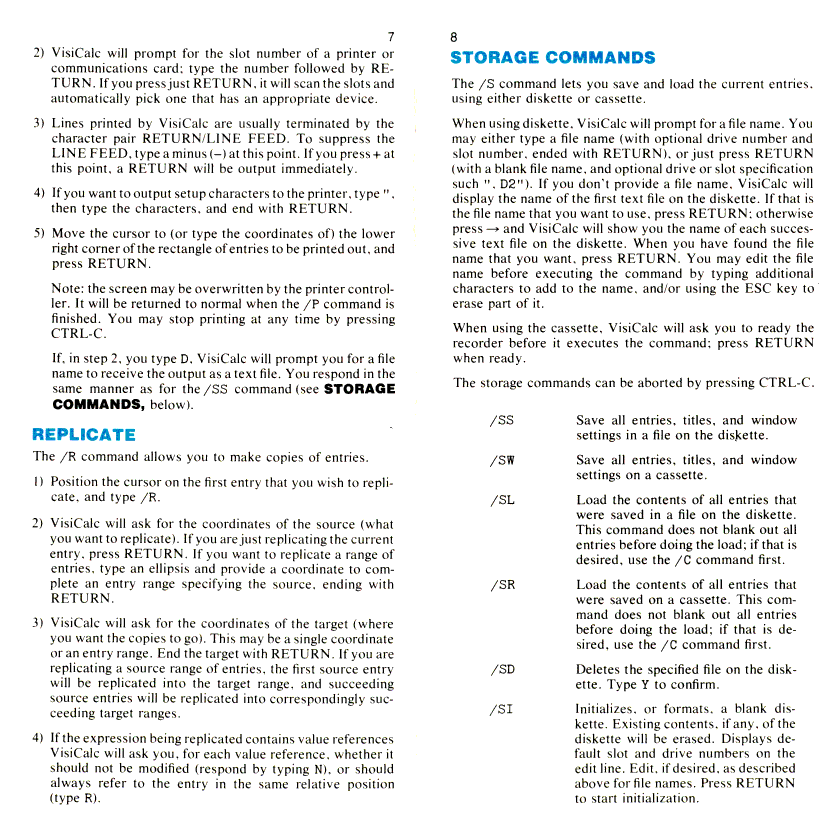 7
2) VisiCalc will prompt for the slot number of a printer or
communications card; type the number followed by RE-
TURN. If you press just RETURN, it will scan the slots and
automatically pick one that has an appropriate device.
3) Lines printed by VisiCalc are usually terminated by the
character pair RETURN/LINE FEED. To suppress the
LINE FEED, type a minus (–) at this point. If you press + at
this point, a RETURN will be output immediately.
4) If you want to output setup characters to the printer, type ",
then type the characters, and end with RETURN.
5) Move the cursor to (or type the coordinates of) the lower
right corner of the rectangle of entries to be printed out, and
press RETURN.
Note: the screen may be overwritten by the printer control-
ler. It will be returned to normal when the /P command is
finished. You may stop printing at any time by pressing
CTRL-C.
If, in step 2, you type D, VisiCalc will prompt you for a file
name to receive the output as a text file. You respond in the
same manner as for the /SS command (see STORAGE
COMMANDS, below).
REPLICATE
The /R command allows you to make copies of entries.
1) Position the cursor on the first entry that you wish to repli-
cate, and type /R.
2) VisiCalc will ask for the coordinates of the source (what
you want to replicate). If you are just replicating the current
entry, press RETURN. If you want to replicate a range of
entries, type an ellipsis and provide a coordinate to com-
plete an entry range specifying the source, ending with
RETURN.
3) VisiCalc will ask for the coordinates of the target (where
you want the copies to go). This may be a single coordinate
or an entry range. End the target with RETURN. If you are
replicating a source range of entries, the first source entry
will be replicated into the target range, and succeeding
source entries will be replicated into correspondingly suc-
ceeding target ranges.
4) If the expression being replicated contains value references
VisiCalc will ask you, for each value reference, whether it
should not be modified (respond by typing N), or should
always refer to the entry in the same relative position
(type R).
8
STORAGE COMMANDS
The /S command lets you save and load the current entries,
using either diskette or cassette.
When using diskette, VisiCalc will prompt for a file name. You
may either type a file name (with optional drive number and
slot number, ended with RETURN), or just press RETURN
(with a blank file name, and optional drive or slot specification
such ", D2"). If you don't provide a file name, VisiCalc will
display the name of the first text file on the diskette. If that is
the file name that you want to use, press RETURN; otherwise
press → and VisiCalc will show you the name of each succes-
sive text file on the diskette. When you have found the file
name that you want, press RETURN. You may edit the file
name before executing the command by typing additional
characters to add to the name, and/or using the ESC key to
erase part of it.
When using the cassette, VisiCalc will ask you to ready the
recorder before it executes the command; press RETURN
when ready.
The storage commands can be aborted by pressing CTRL-C.
/SS Save all entries, titles, and window
settings in a file on the diskette.
/SW Save all entries, titles, and window
settings on a cassette.
/SL Load the contents of all entries that
were saved in a file on the diskette.
This command does not blank out all
entries before doing the load; if that is
desired, use the /C command first.
/SR Load the contents of all entries that
were saved on a cassette. This com-
mand does not blank out all entries
before doing the load; if that is de-
sired, use the /C command first.
/SD Deletes the specified file on the disk-
ette. Type Y to confirm.
/SI Initializes, or formats, a blank dis-
kette. Existing contents, if any, of the
diskette will be erased. Displays de-
fault slot and drive numbers on the
edit line. Edit, if desired, as described
above for file names. Press RETURN
to start initialization.